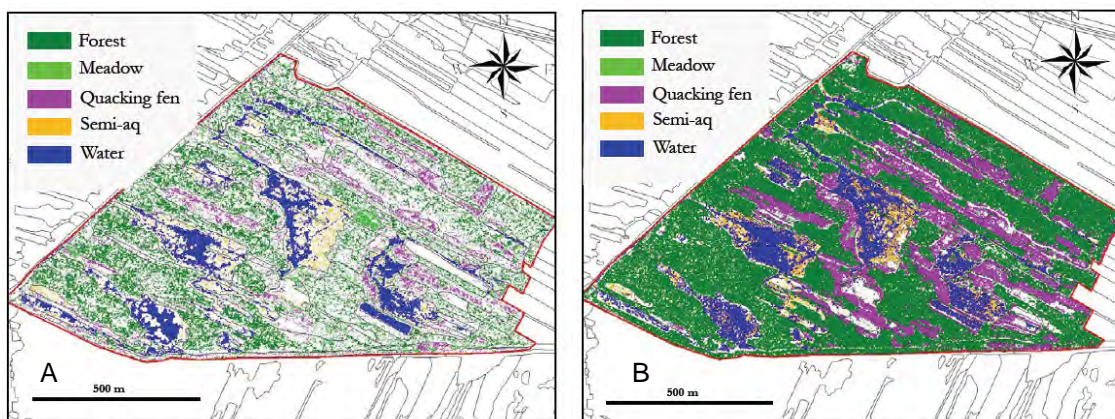 Forest
Meadow
Quacking fen
Semi-aq
Water
N
E
S
A
500 m
Forest
Meadow
Quacking fen
Semi-aq
Water
N
W
E
S
B
500 m